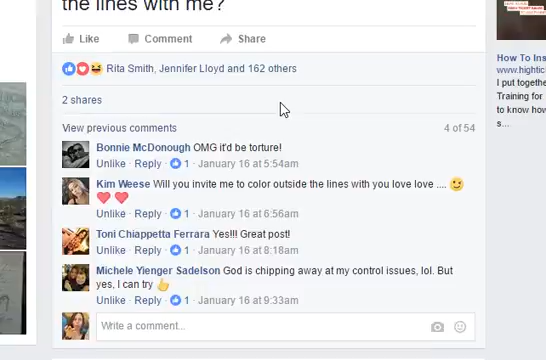 the lines with me?
Like Comment Share
Rita Smith, Jennifer Lloyd and 162 others
2 shares
View previous comments 4 of 54
Bonnie McDonough OMG it'd be torture!
Unlike · Reply · 1 · January 16 at 5:54am
Kim Weese Will you invite me to color outside the lines with you love love .... 😉
❤️ ❤️
Unlike · Reply · 1 · January 16 at 6:56am
Toni Chiappetta Ferrara Yes!!! Great post!
Unlike · Reply · 1 · January 16 at 8:18am
Michele Yienger Sadelson God is chipping away at my control issues, lol. But
yes, I can try 👍
Unlike · Reply · 1 · January 16 at 9:33am
Write a comment...
How To Ins
www.hightic
I put togethe
Training for
to know how
s...